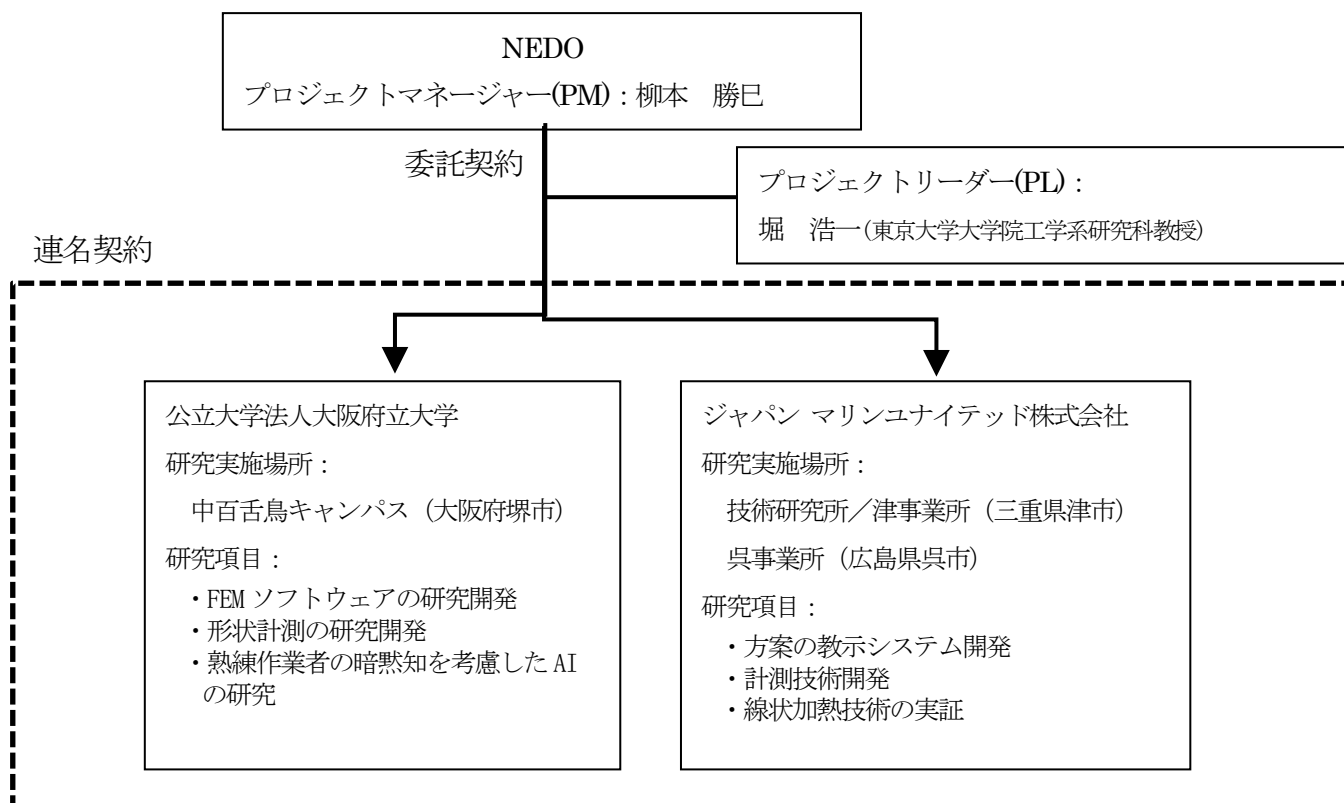 NEDO
プロジェクトマネージャー(PM)：柳本　勝巳
委託契約
プロジェクトリーダー(PL)：
堀　浩一(東京大学大学院工学系研究科教授)
連名契約
公立大学法人大阪府立大学
研究実施場所：
中百舌鳥キャンパス（大阪府堺市）
研究項目：
・FEM ソフトウェアの研究開発
・形状計測の研究開発
・熟練作業者の暗黙知を考慮した AI
の研究
ジャパン マリンユナイテッド株式会社
研究実施場所：
技術研究所／津事業所（三重県津市）
呉事業所（広島県呉市）
研究項目：
・方案の教示システム開発
・計測技術開発
・線状加熱技術の実証